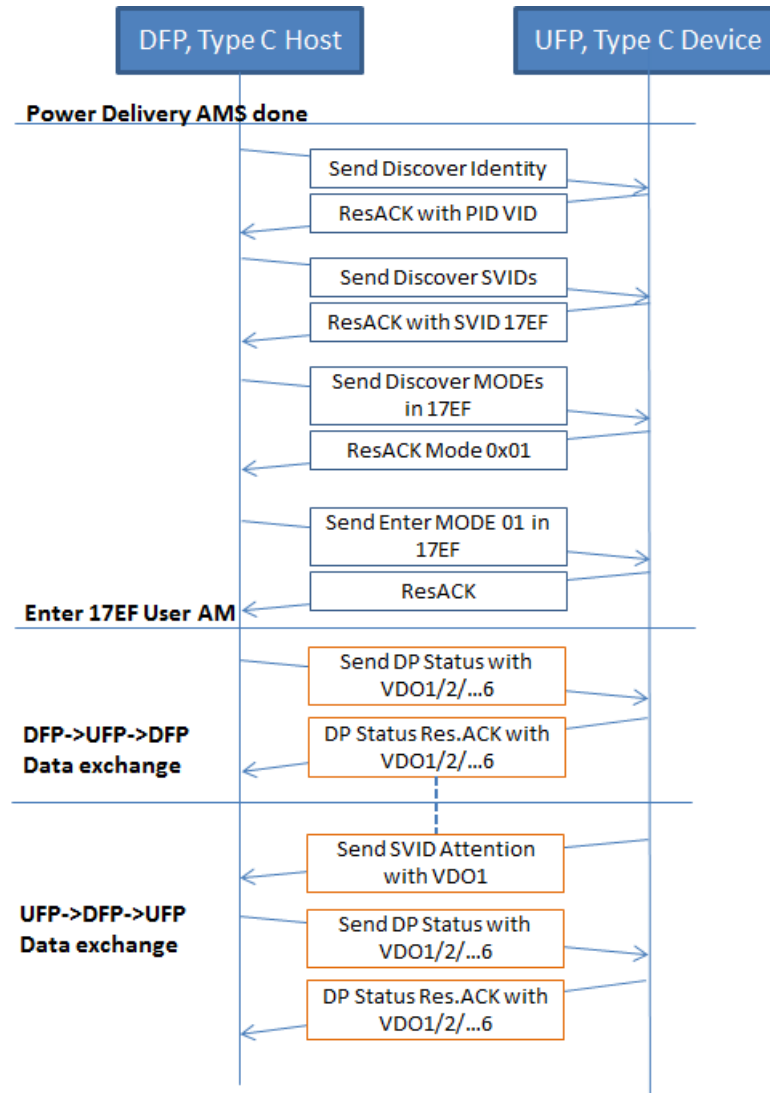 DFP, Type C Host
UFP, Type C Device
Power Delivery AMS done
Send Discover Identity
ResACK with PID VID
Send Discover SVIDs
ResACK with SVID 17EF
Send Discover MODEs
in 17EF
ResACK Mode 0x01
Send Enter MODE 01 in
17EF
ResACK
Enter 17EF User AM
Send DP Status with
VDO1/2/...6
DFP->UFP->DFP
Data exchange
DP Status Res.ACK with
VDO1/2/...6
Send SVID Attention
with VDO1
UFP->DFP->UFP
Data exchange
Send DP Status with
VDO1/2/...6
DP Status Res.ACK with
VDO1/2/...6